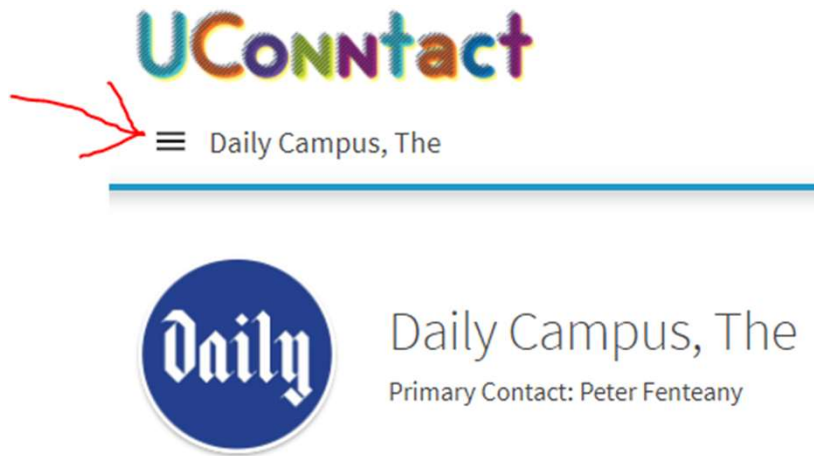 UConntact
Daily Campus, The
Daily
Daily Campus, The
Primary Contact: Peter Fenteany